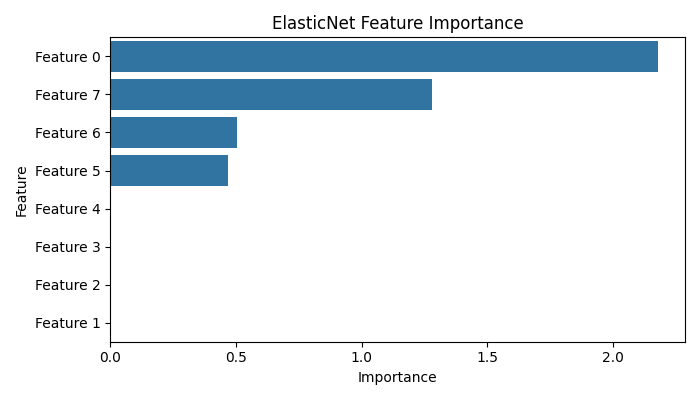 ElasticNet Feature Importance
Feature 0
Feature 7
Feature 6
Feature 5
Feature 4
Feature 3
Feature 2
Feature 1
Feature
0.0 0.5 1.0 1.5 2.0
Importance